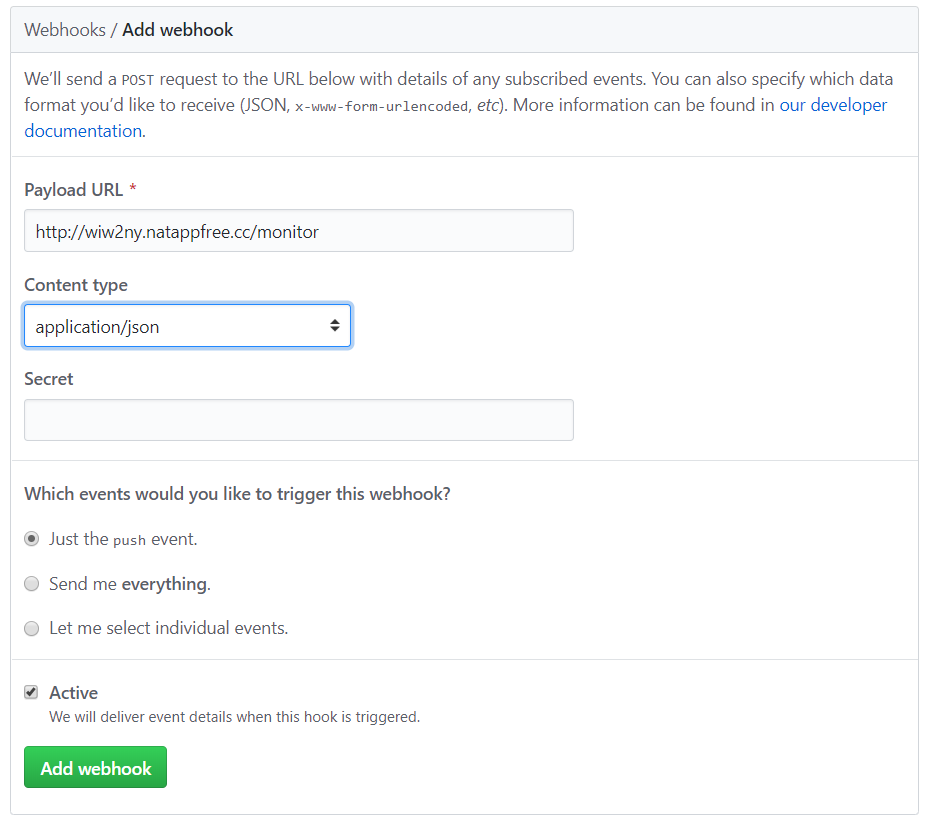 Webhooks / Add webhook
We’ll send a POST request to the URL below with details of any subscribed events. You can also specify which data
format you’d like to receive (JSON, x-www-form-urlencoded, etc). More information can be found in our developer
documentation.
Payload URL *
http://wiw2ny.natappfree.cc/monitor
Content type
application/json
Secret
Which events would you like to trigger this webhook?
Just the push event.
Send me everything.
Let me select individual events.
Active
We will deliver event details when this hook is triggered.
Add webhook